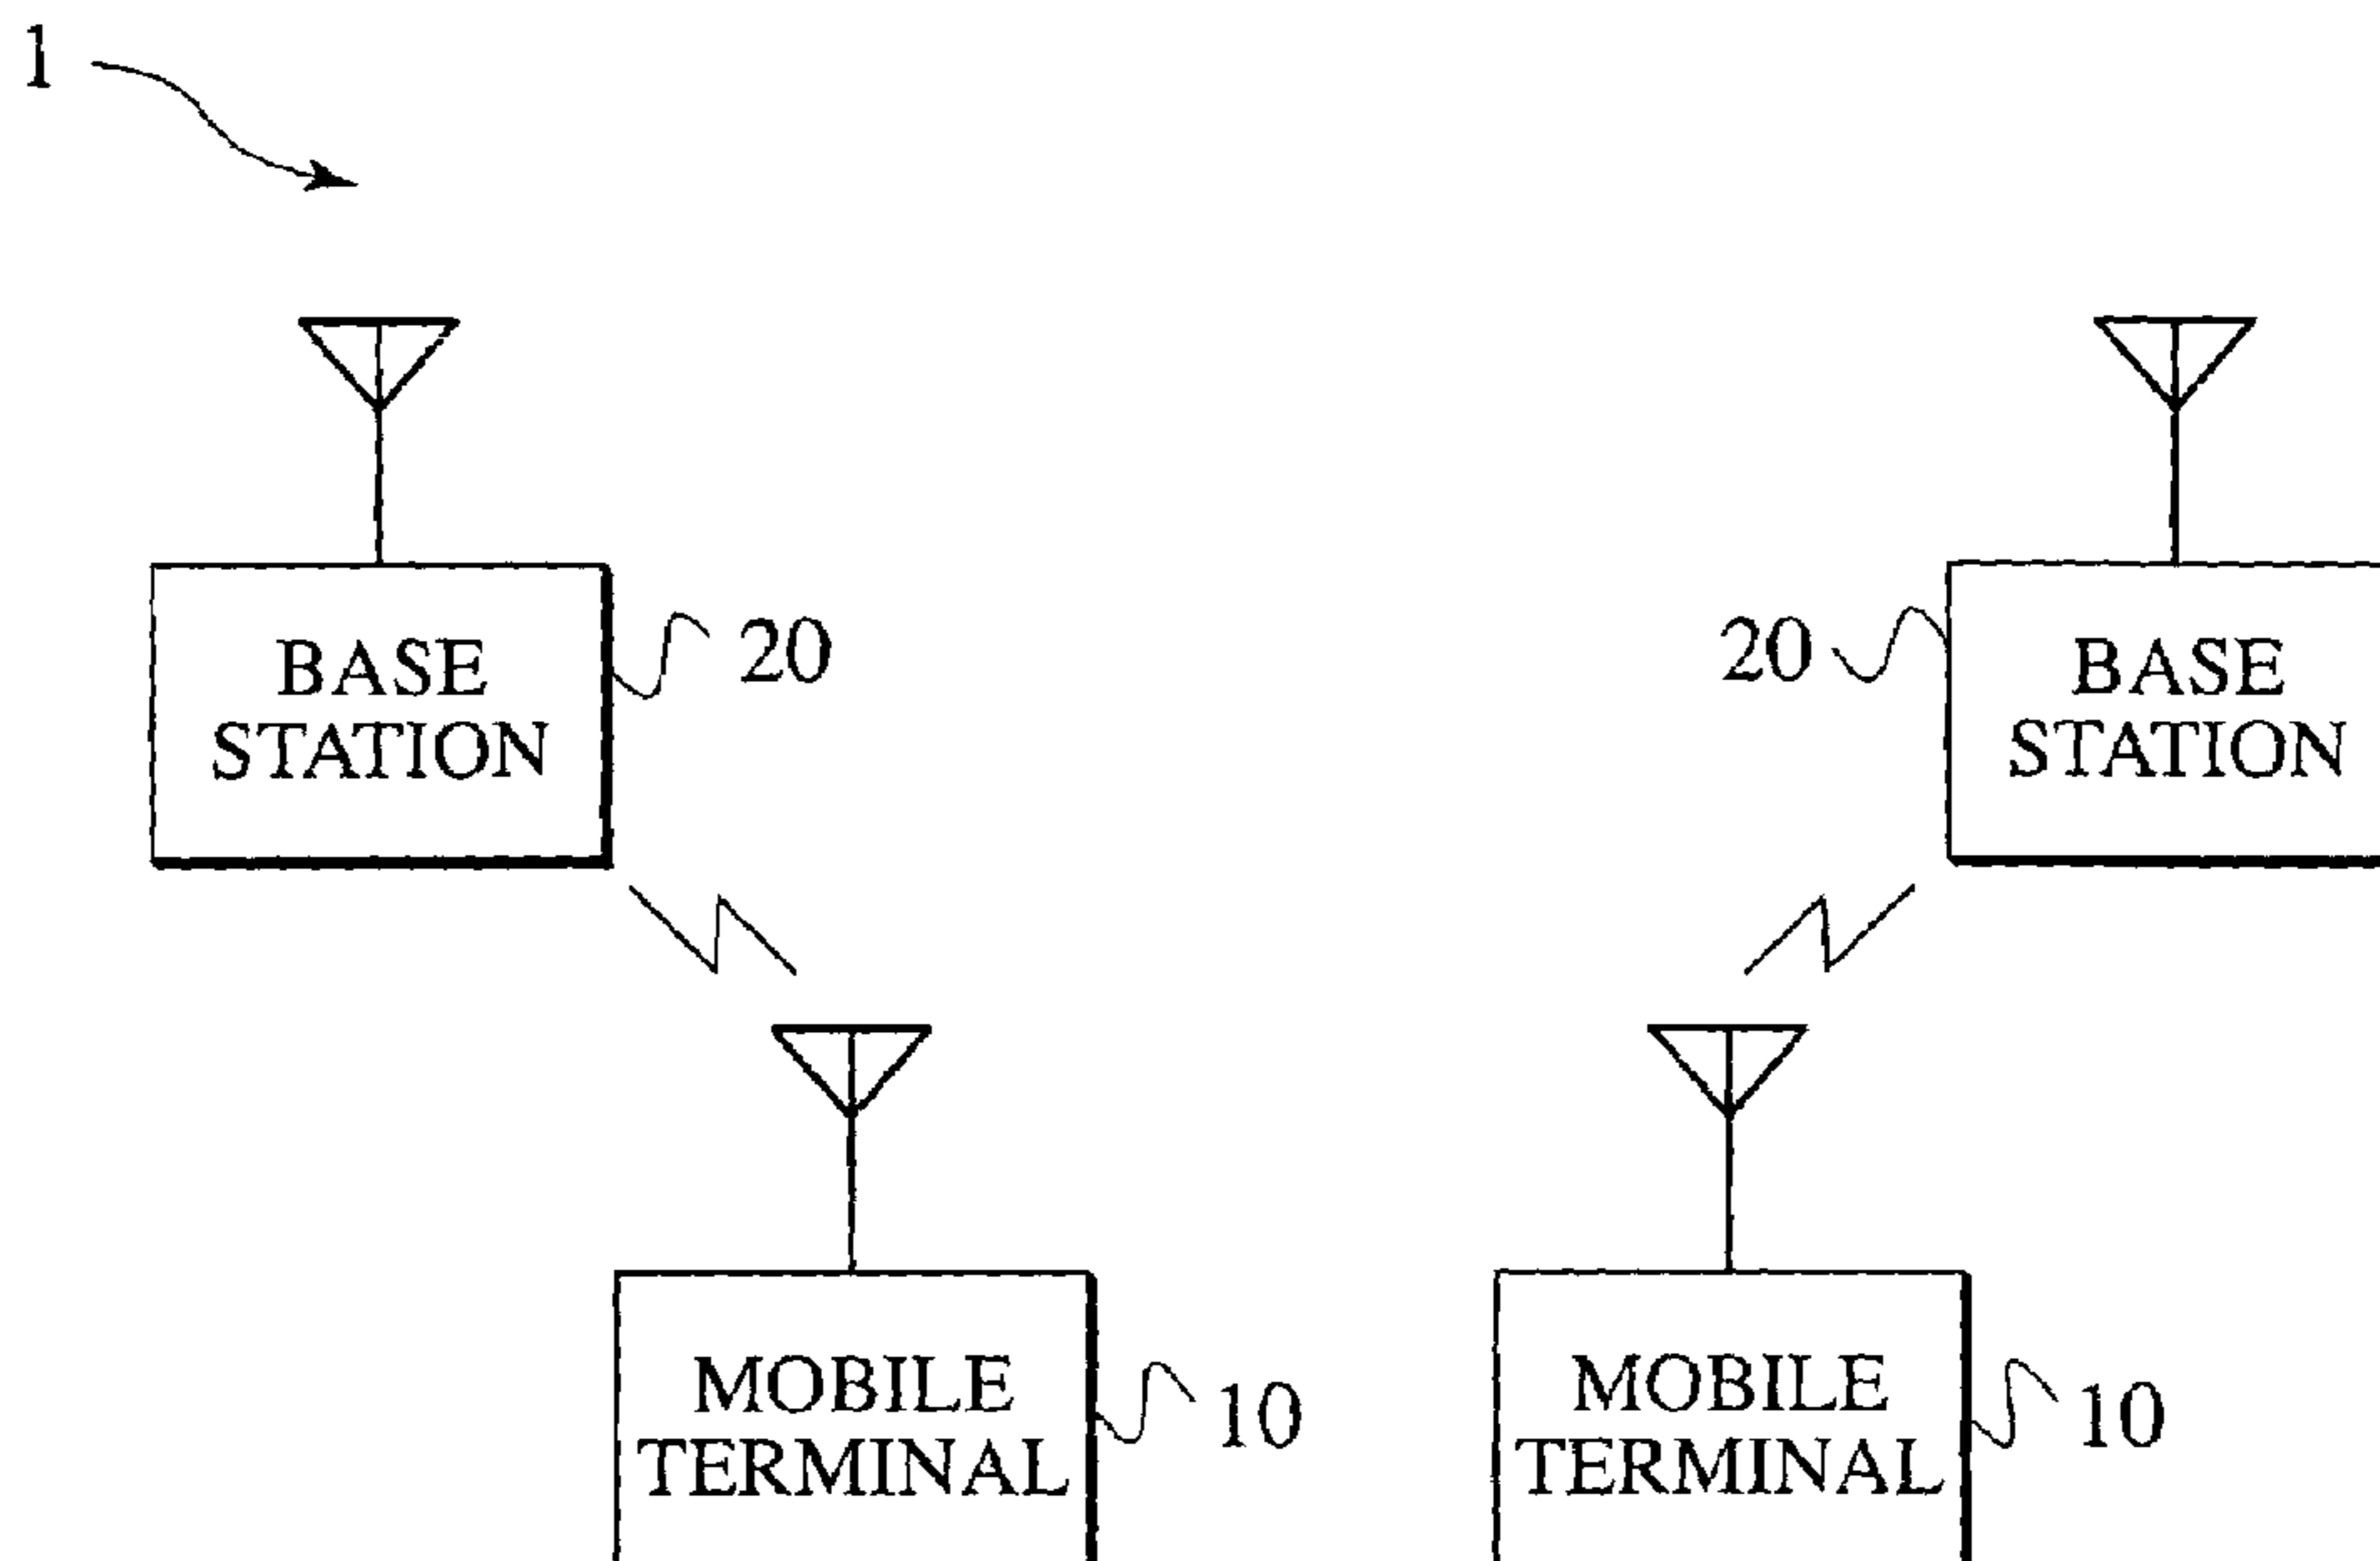 1
BASE
STATION
20
20
BASE
STATION
MOBILE
TERMINAL
10
MOBILE
TERMINAL
10